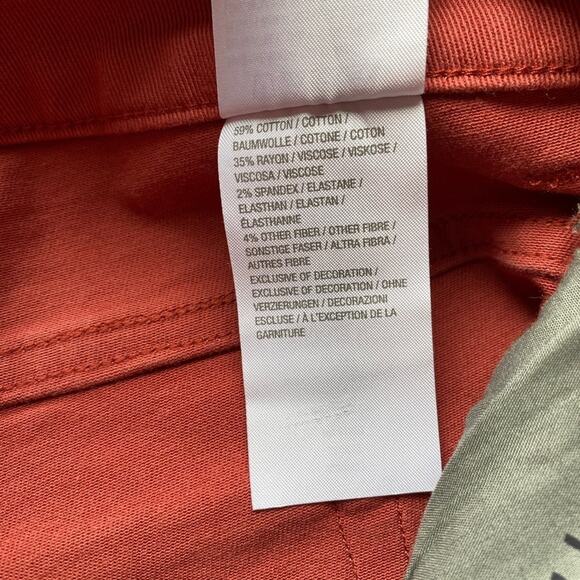 59% COTTON / COTTON /
BAUMWOLLE / COTONE / COTON
35% RAYON / VISCOSE / VISKOSE /
VISCOSA / VISCOSE
2% SPANDEX / ELASTANE /
ELASTHAN / ELASTAN /
ÉLASTHANNE
4% OTHER FIBER / OTHER FIBRE /
SONSTIGE FASER / ALTRA FIBRA /
AUTRES FIBRE
EXCLUSIVE OF DECORATION /
EXCLUSIVE OF DECORATION / OHNE
VERZIERUNGEN / DECORAZIONI
ESCLUSE / À L'EXCEPTION DE LA
GARNITURE